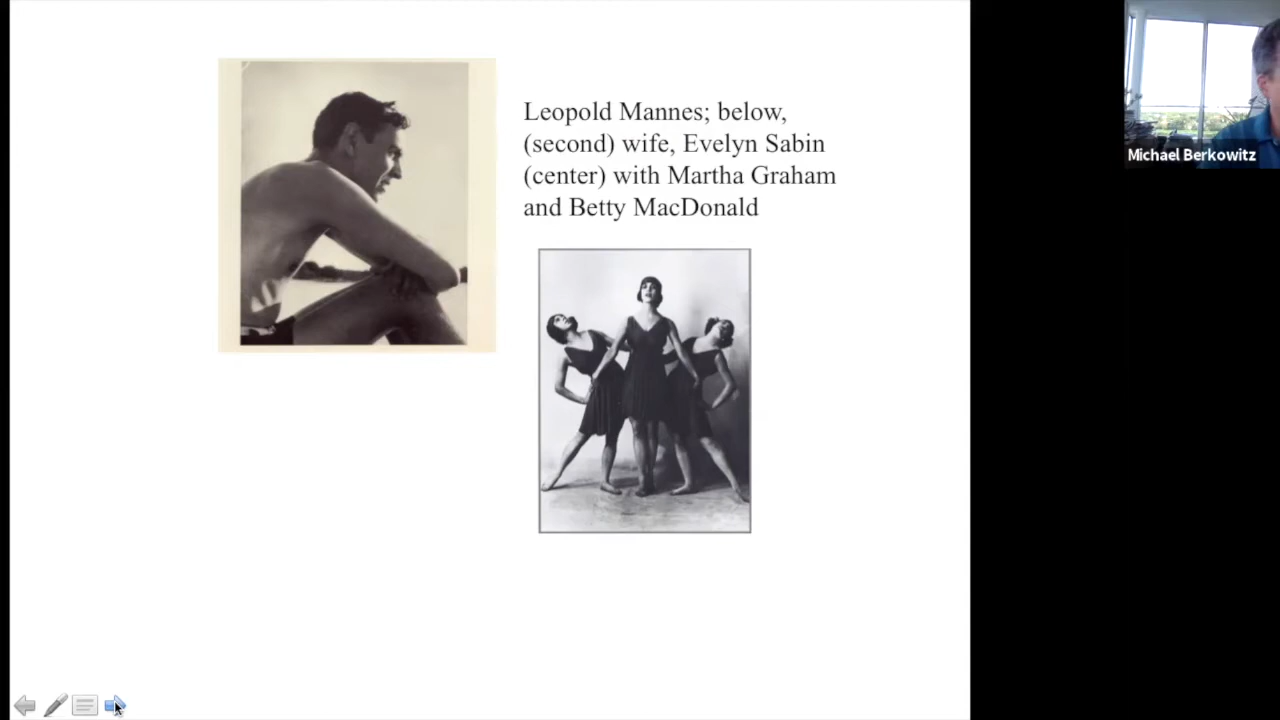 Leopold Mannes; below,
(second) wife, Evelyn Sabin
(center) with Martha Graham
and Betty MacDonald
Michael Berkowitz